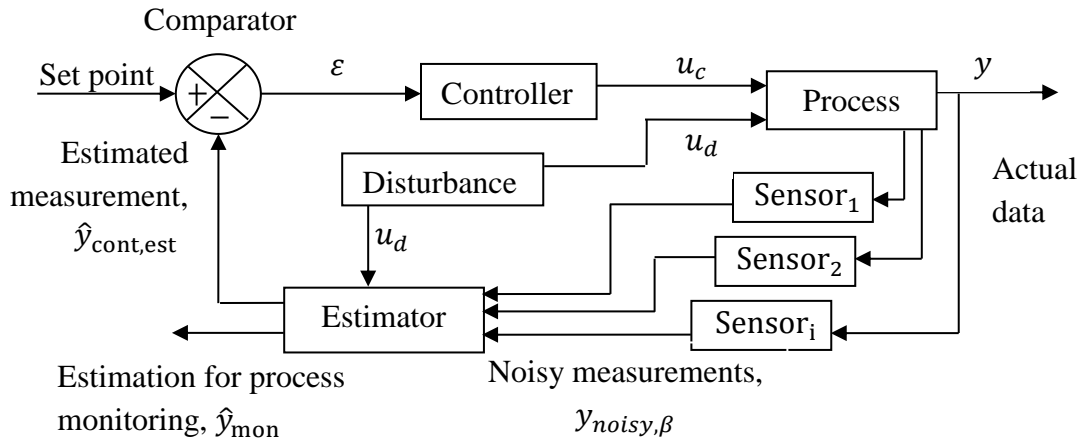 Comparator
Set point
+
−
ε
Controller
u_c
Process
y
u_d
Estimated
measurement,
ŷ_cont,est
Disturbance
u_d
Sensor_1
Actual
data
Sensor_2
Estimator
Sensor_i
Estimation for process
monitoring, ŷ_mon
Noisy measurements,
y_noisy,β